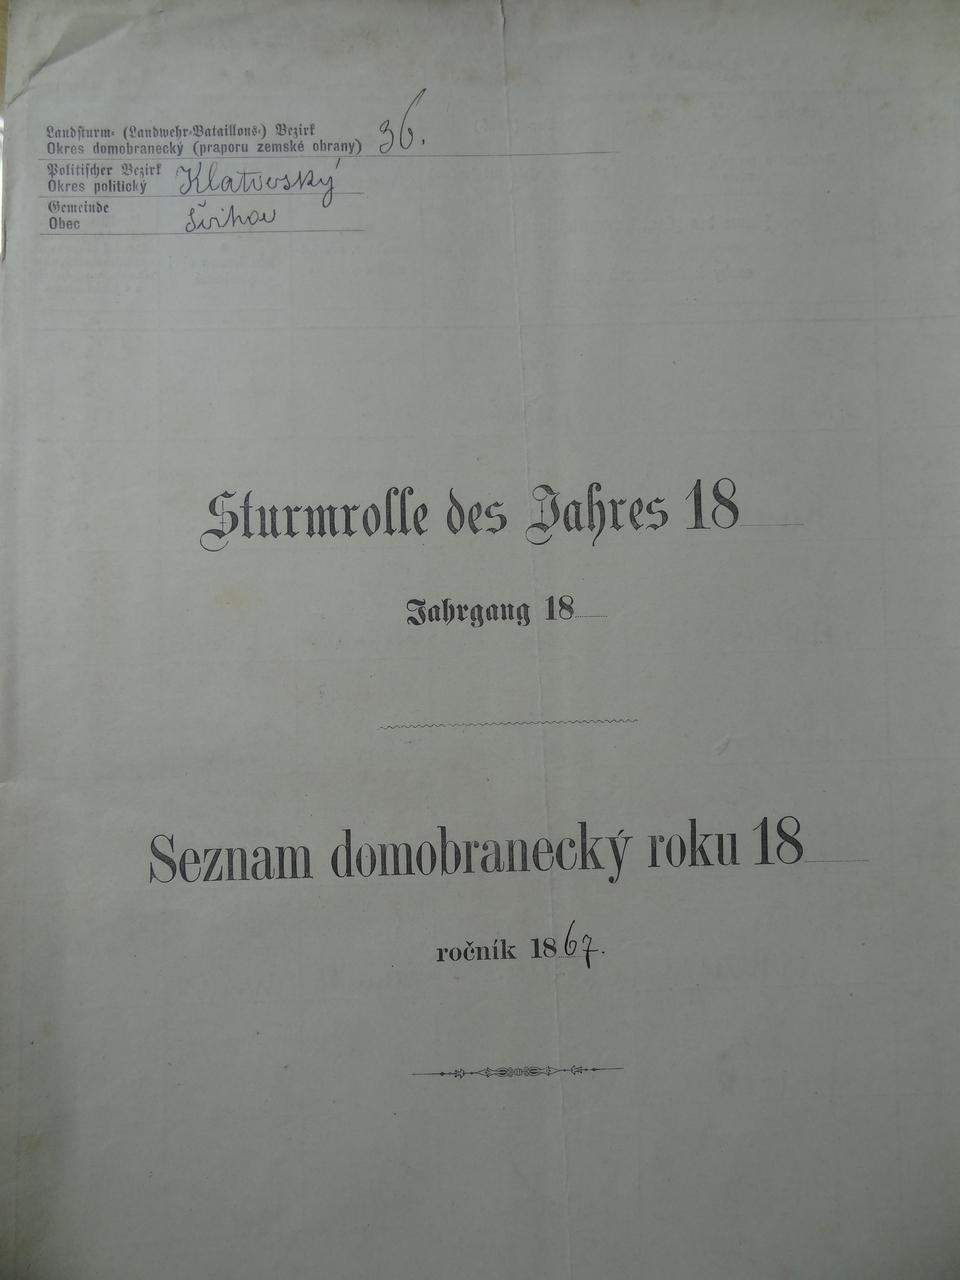 Landsturm- (Landwehr-Bataillons-) Bezirk
Okres domobranecký (praporu zemské obrany) 36.
Politischer Bezirk
Okres politický Klatovský
Gemeinde
Obec Švihov
Sturmrolle des Jahres 18
Jahrgang 18
Seznam domobranecký roku 18
ročník 1867.